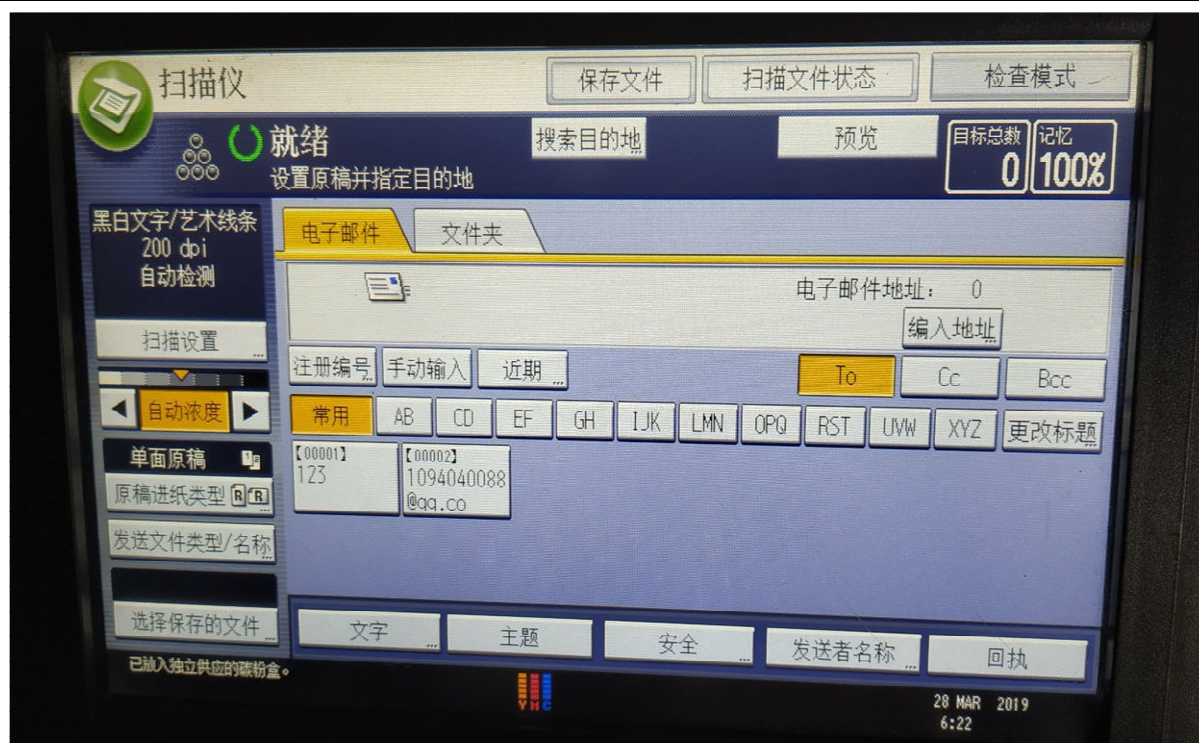 扫描仪
保存文件
扫描文件状态
检查模式
就绪
搜索目的地
预览
目标总数
0
记忆
100%
设置原稿并指定目的地
黑白文字/艺术线条
200 dpi
自动检测
扫描设置
自动浓度
单面原稿
原稿进纸类型
发送文件类型/名称
选择保存的文件
电子邮件
文件夹
电子邮件地址: 0
编入地址
注册编号
手动输入
近期
To
Cc
Bcc
常用
AB
CD
EF
GH
IJK
LMN
OPQ
RST
UVW
XYZ
更改标题
【00001】
123
【00002】
1094040088
@qq.co
文字
主题
安全
发送者名称
回执
已放入独立供应的碳粉盒。
Y M C
28 MAR 2019
6:22